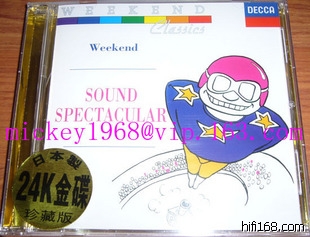 WEEKEND
Classics
DECCA
Weekend
SOUND
SPECTACULAR
mickey1968@vip.163.com
日本製
24K金碟
珍藏版
hifi168.com